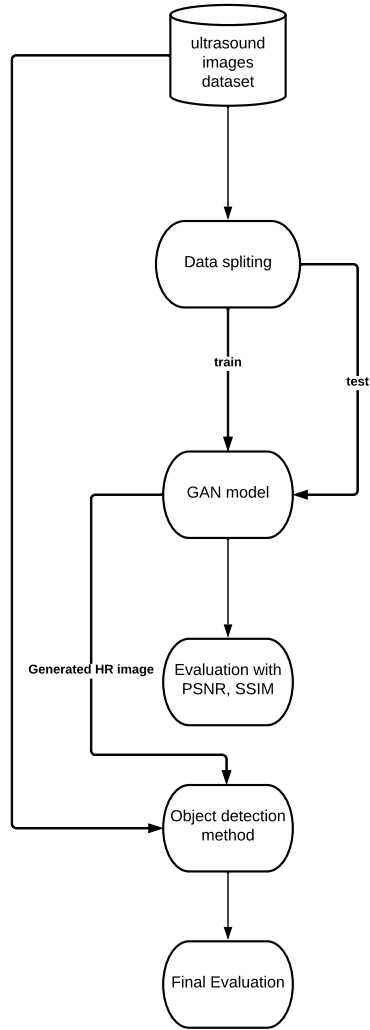 ultrasound
images
dataset
Data spliting
train
test
GAN model
Generated HR image
Evaluation with
PSNR, SSIM
Object detection
method
Final Evaluation